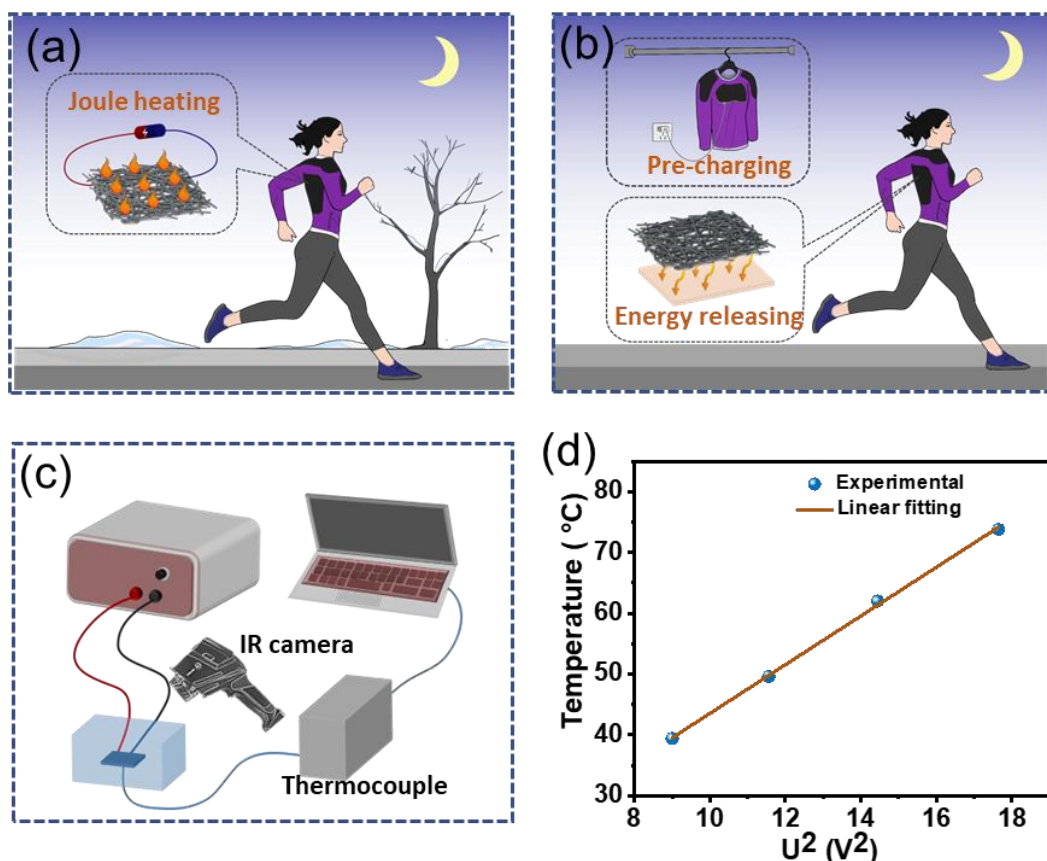 (a)
Joule heating
(b)
Pre-charging
Energy releasing
(c)
IR camera
Thermocouple
(d)
Experimental
Linear fitting
Temperature ( °C)
80
70
60
50
40
30
8 10 12 14 16 18
U² (V²)